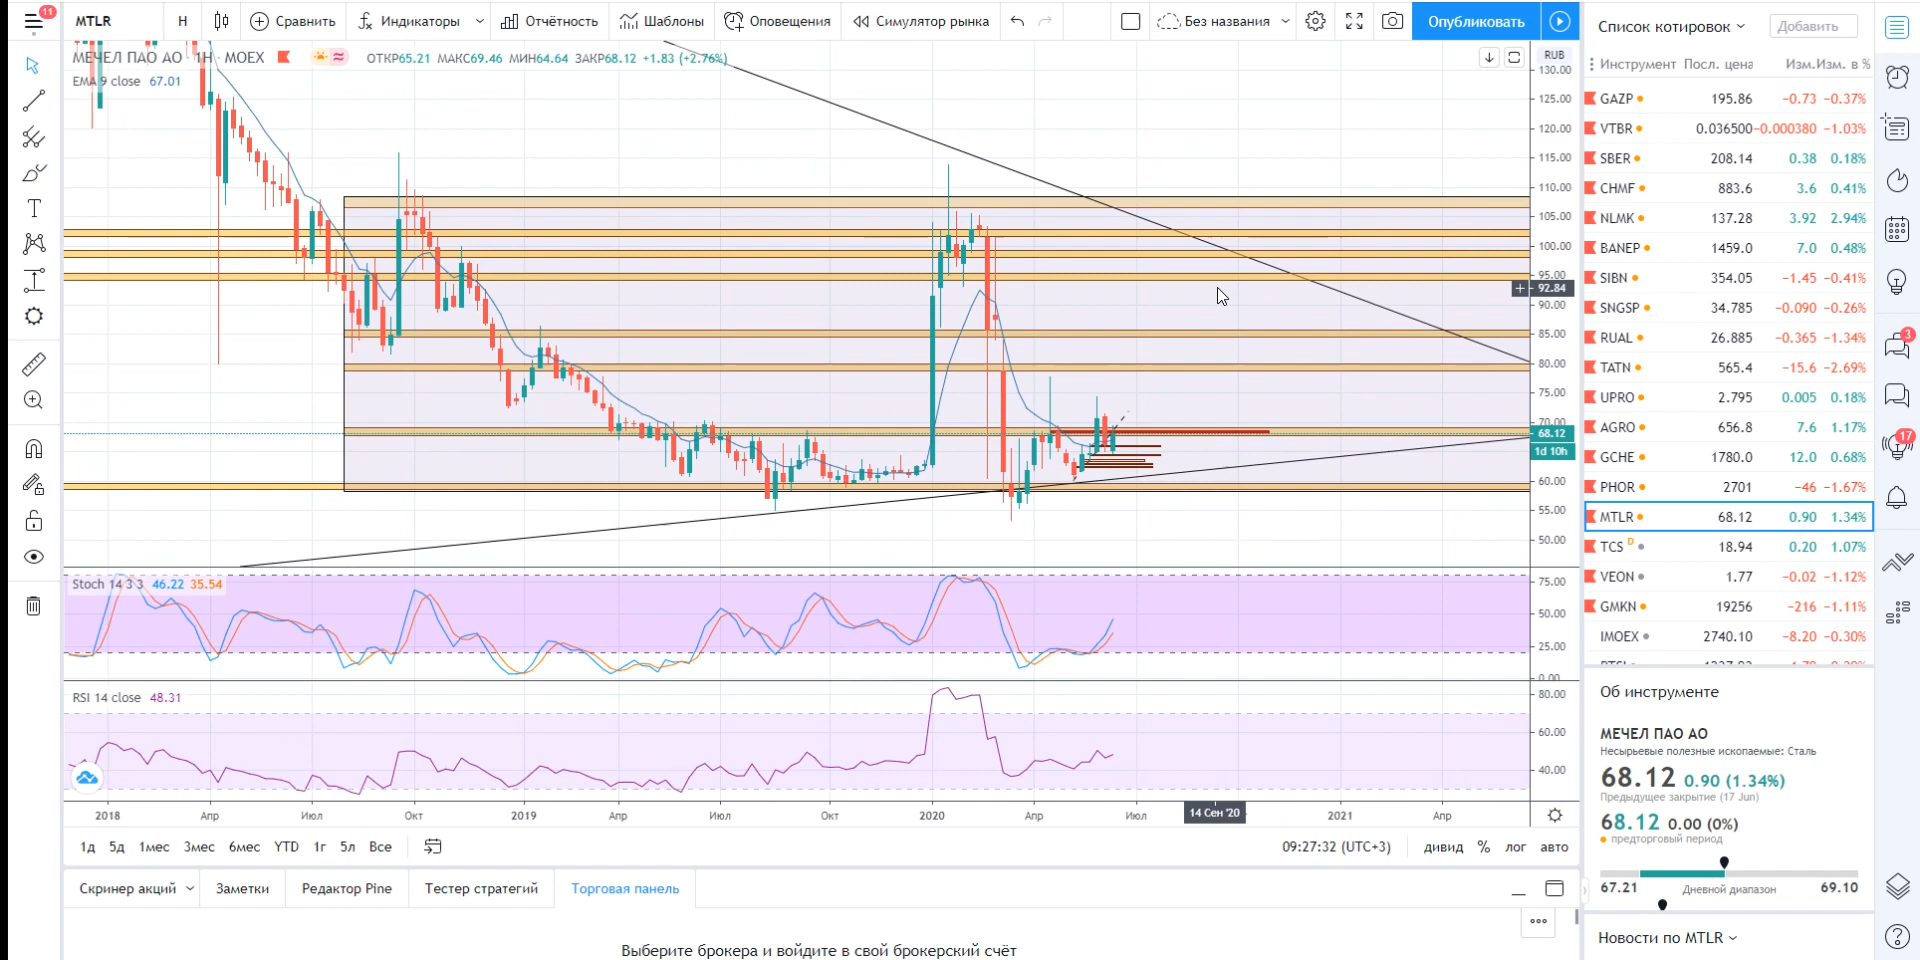 11
MTLR
Н
Сравнить
Индикаторы
Отчётность
Шаблоны
Оповещения
Симулятор рынка
Без названия
Опубликовать
Список котировок
Добавить
МЕЧЕЛ ПАО АО · 1Н · MOEX
ОТКР65.21 МАКС69.46 МИН64.64 ЗАКР68.12 +1.83 (+2.76%)
EMA 9 close 67.01
RUB
130.00
125.00
120.00
115.00
110.00
105.00
100.00
95.00
92.84
90.00
85.00
80.00
75.00
70.00
68.12
1d 10h
60.00
55.00
50.00
Stoch 14 3 3 46.22 35.54
75.00
50.00
25.00
0.00
RSI 14 close 48.31
80.00
60.00
40.00
2018 Апр Июл Окт 2019 Апр Июл Окт 2020 Апр Июл 14 Сен '20 2021 Апр
1д 5д 1мес 3мес 6мес YTD 1г 5л Все
09:27:32 (UTC+3) дивид % лог авто
Скринер акций Заметки Редактор Pine Тестер стратегий Торговая панель
Выберите брокера и войдите в свой брокерский счёт
Инструмент Посл. цена Изм. Изм. в %
GAZP 195.86 −0.73 −0.37%
VTBR 0.036500 −0.000380 −1.03%
SBER 208.14 0.38 0.18%
CHMF 883.6 3.6 0.41%
NLMK 137.28 3.92 2.94%
BANEP 1459.0 7.0 0.48%
SIBN 354.05 −1.45 −0.41%
SNGSP 34.785 −0.090 −0.26%
RUAL 26.885 −0.365 −1.34%
TATN 565.4 −15.6 −2.69%
UPRO 2.795 0.005 0.18%
AGRO 656.8 7.6 1.17%
GCHE 1780.0 12.0 0.68%
PHOR 2701 −46 −1.67%
MTLR 68.12 0.90 1.34%
TCS D 18.94 0.20 1.07%
VEON 1.77 −0.02 −1.12%
GMKN 19256 −216 −1.11%
IMOEX 2740.10 −8.20 −0.30%
Об инструменте
МЕЧЕЛ ПАО АО
Несырьевые полезные ископаемые: Сталь
68.12 0.90 (1.34%)
Предыдущее закрытие (17 Jun)
68.12 0.00 (0%)
предторговый период
67.21 Дневной диапазон 69.10
Новости по MTLR
3
17